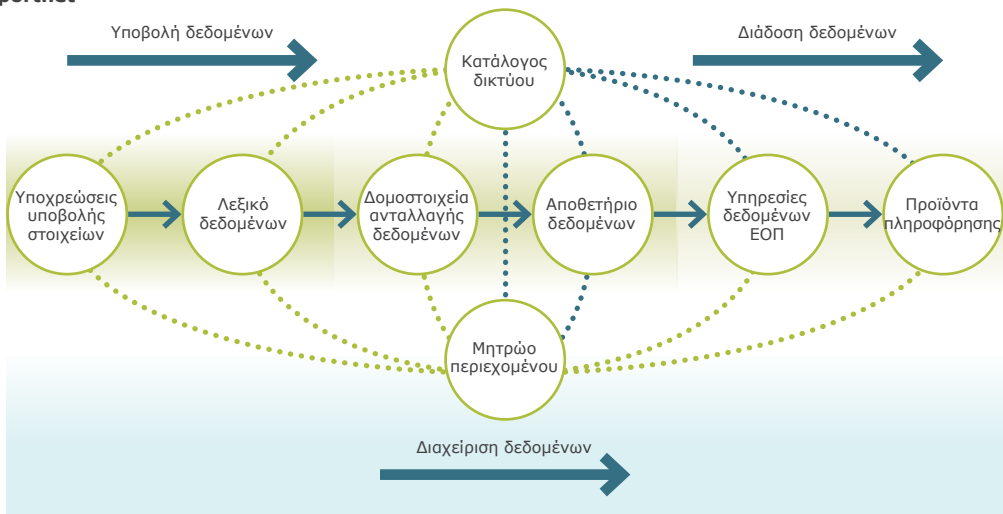 Υποβολή δεδομένων
Διάδοση δεδομένων
Κατάλογος
δικτύου
Υποχρεώσεις
υποβολής
στοιχείων
Λεξικό
δεδομένων
Δομοστοιχεία
ανταλλαγής
δεδομένων
Αποθετήριο
δεδομένων
Υπηρεσίες
δεδομένων
ΕΟΠ
Προϊόντα
πληροφόρησης
Μητρώο
περιεχομένου
Διαχείριση δεδομένων